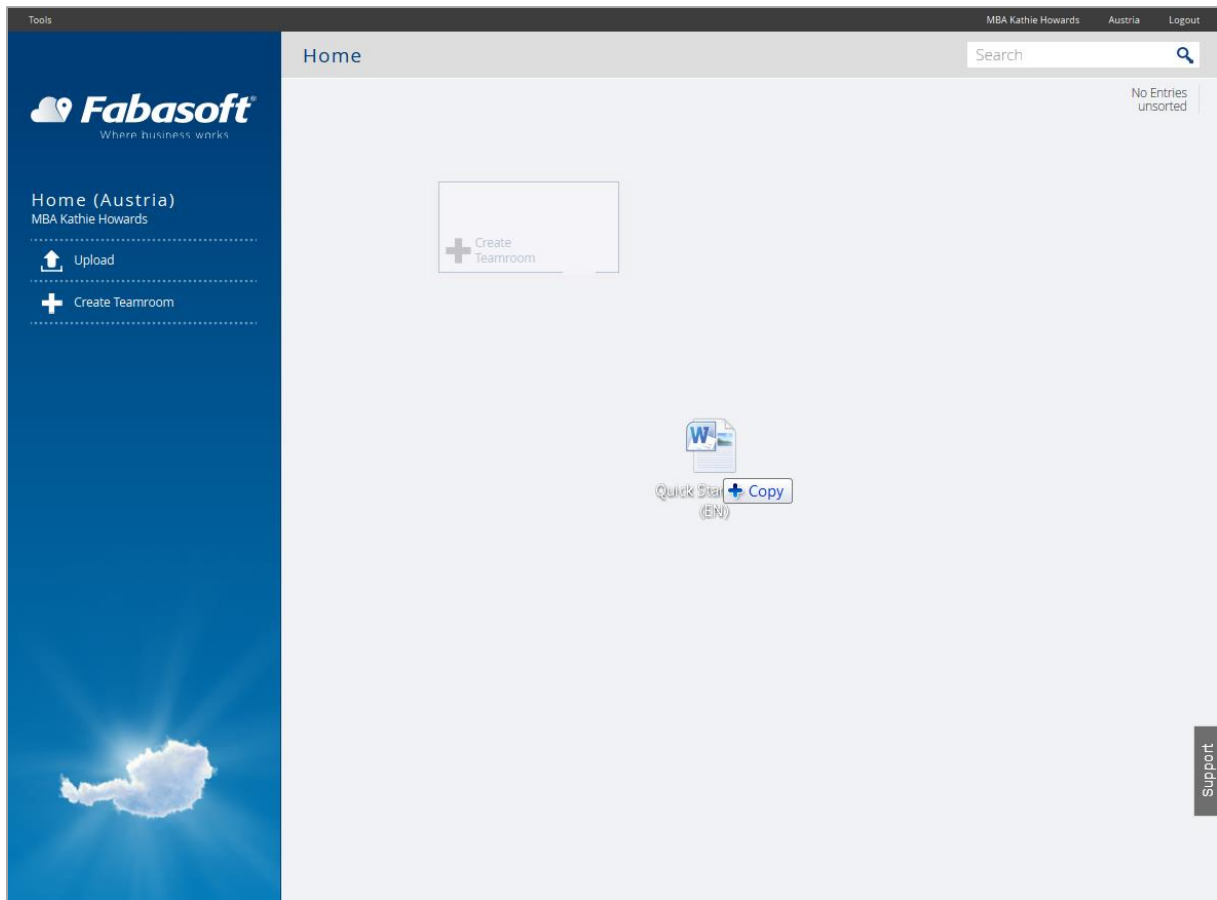 Tools
MBA Kathie Howards Austria Logout
Home
Search
Fabasoft®
Where business works
No Entries
unsorted
Home (Austria)
MBA Kathie Howards
Upload
Create Teamroom
Create
Teamroom
Quick
Copy
(EN)
Support